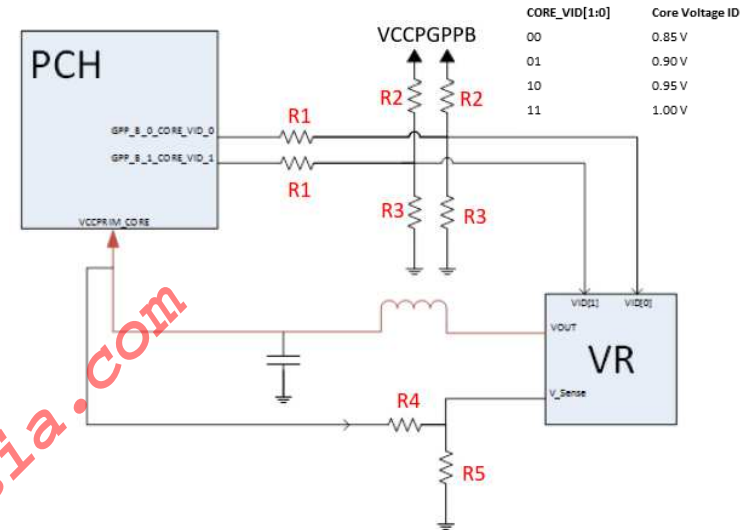 CORE_VID[1:0] Core Voltage ID
00 0.85 V
01 0.90 V
10 0.95 V
11 1.00 V
VCCPGPPB
PCH
R2 R2
R1
GPP_B_0_CORE_VID_0
GPP_B_1_CORE_VID_1
R1
R3 R3
VCCPRIM_CORE
VID[1] VID[0]
VOUT
VR
V_Sense
R4
R5
ia.com